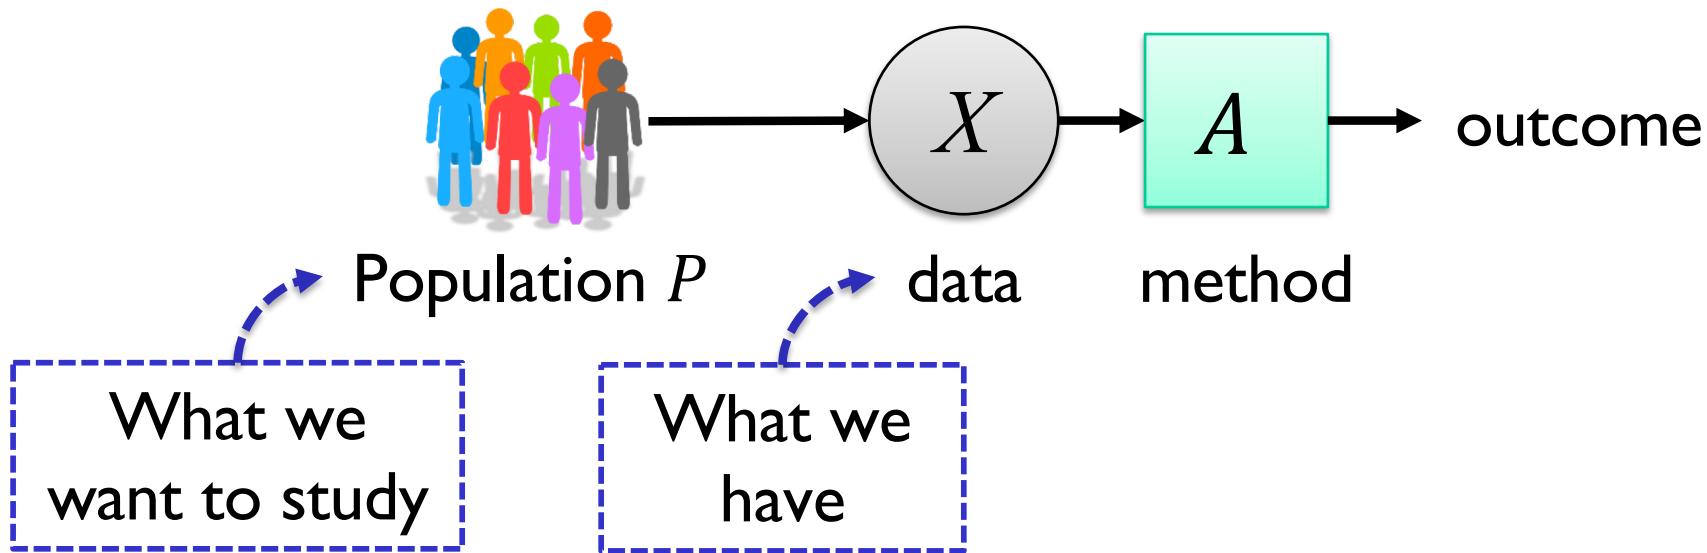 X
A
outcome
Population P
data
method
What we
want to study
What we
have